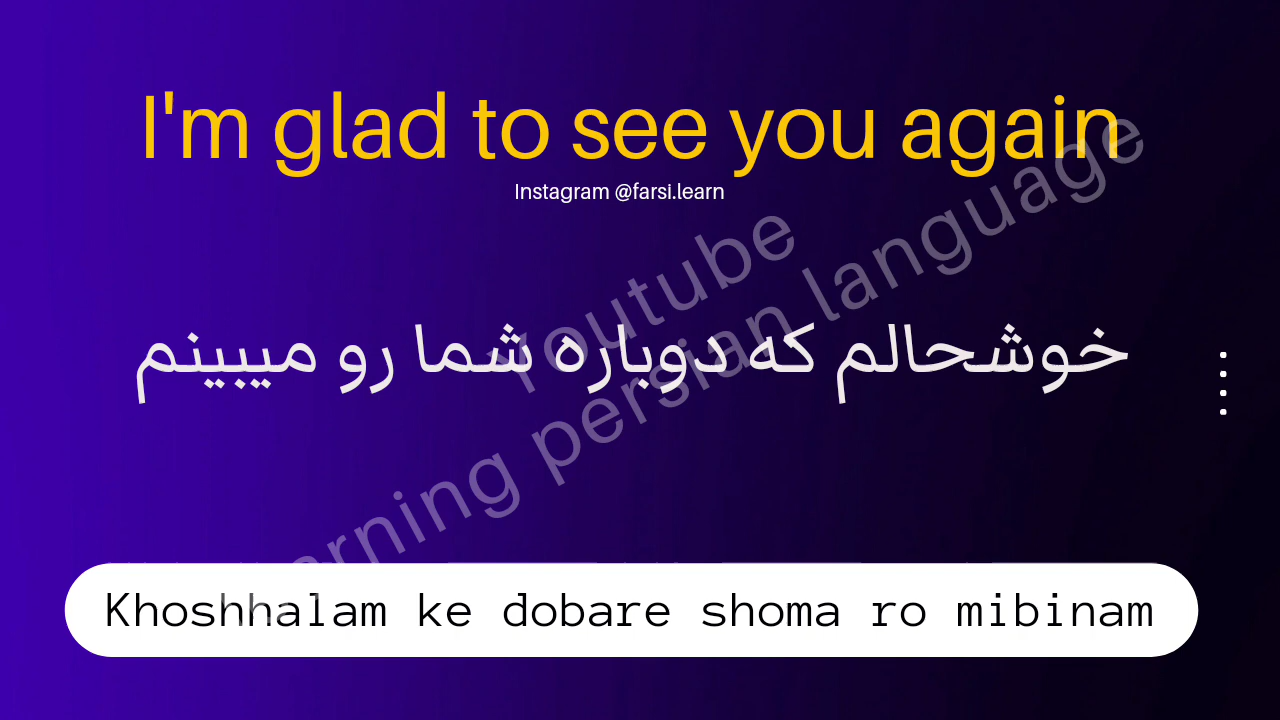 I'm glad to see you again
Instagram @farsi.learn
Youtube
persian language
خوشحالم که دوباره شما رو میبینم
Khoshhalam ke dobare shoma ro mibinam